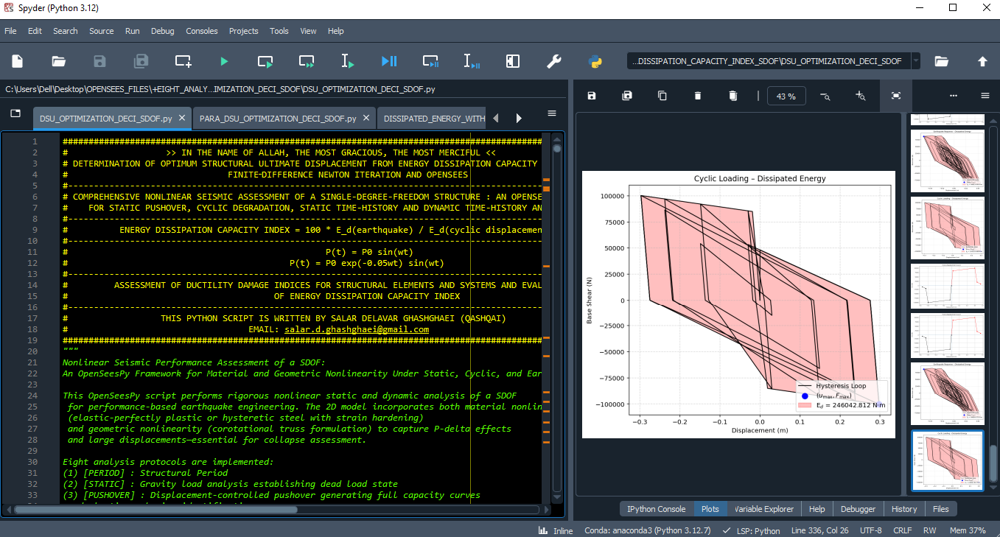 Spyder (Python 3.12)
File Edit Search Source Run Debug Consoles Projects Tools View Help
...DISSIPATION_CAPACITY_INDEX_SDOF\DSU_OPTIMIZATION_DECI_SDOF
C:\Users\Dell\Desktop\OPENSEES_FILES\+EIGHT_ANALY...IMIZATION_DECI_SDOF\DSU_OPTIMIZATION_DECI_SDOF.py
43 %
DSU_OPTIMIZATION_DECI_SDOF.py PARA_DSU_OPTIMIZATION_DECI_SDOF.py DISSIPATED_ENERGY_WITH
1 ###########################################################################################
2 # >> IN THE NAME OF ALLAH, THE MOST GRACIOUS, THE MOST MERCIFUL <<
3 # DETERMINATION OF OPTIMUM STRUCTURAL ULTIMATE DISPLACEMENT FROM ENERGY DISSIPATION CAPACITY
4 # FINITE-DIFFERENCE NEWTON ITERATION AND OPENSEES
5 #------------------------------------------------------------------------------------------
6 # COMPREHENSIVE NONLINEAR SEISMIC ASSESSMENT OF A SINGLE-DEGREE-FREEDOM STRUCTURE : AN OPENSE
7 # FOR STATIC PUSHOVER, CYCLIC DEGRADATION, STATIC TIME-HISTORY AND DYNAMIC TIME-HISTORY AN
8 #------------------------------------------------------------------------------------------
9 # ENERGY DISSIPATION CAPACITY INDEX = 100 * E_d(earthquake) / E_d(cyclic displacemen
10 #------------------------------------------------------------------------------------------
11 # P(t) = P0 sin(wt)
12 # P(t) = P0 exp(-0.05wt) sin(wt)
13 #------------------------------------------------------------------------------------------
14 # ASSESSMENT OF DUCTILITY DAMAGE INDICES FOR STRUCTURAL ELEMENTS AND SYSTEMS AND EVAL
15 # OF ENERGY DISSIPATION CAPACITY INDEX
16 #------------------------------------------------------------------------------------------
17 # THIS PYTHON SCRIPT IS WRITTEN BY SALAR DELAVAR GHASHGHAEI (QASHQAI)
18 # EMAIL: salar.d.ghashghaei@gmail.com
19 ###########################################################################################
20 """
21 Nonlinear Seismic Performance Assessment of a SDOF:
22 An OpenSeesPy Framework for Material and Geometric Nonlinearity Under Static, Cyclic, and Ear
23
24 This OpenSeesPy script performs rigorous nonlinear static and dynamic analysis of a SDOF
25 for performance-based earthquake engineering. The 2D model incorporates both material nonlin
26 (elastic-perfectly plastic or hysteretic steel with strain hardening)
27 and geometric nonlinearity (corotational truss formulation) to capture P-delta effects
28 and large displacements—essential for collapse assessment.
29
30 Eight analysis protocols are implemented:
31 (1) [PERIOD] : Structural Period
32 (2) [STATIC] : Gravity load analysis establishing dead load state
33 (3) [PUSHOVER] : Displacement-controlled pushover generating full capacity curves
Cyclic Loading – Dissipated Energy
100000
75000
50000
25000
0
−25000
−50000
−75000
−100000
Base Shear (N)
Hysteresis Loop
(umax, Fmax)
Ed = 246042.812 N·m
−0.3 −0.2 −0.1 0.0 0.1 0.2 0.3
Displacement (m)
IPython Console Plots Variable Explorer Help Debugger History Files
Inline Conda: anaconda3 (Python 3.12.7) LSP: Python Line 336, Col 26 UTF-8 CRLF RW Mem 37%